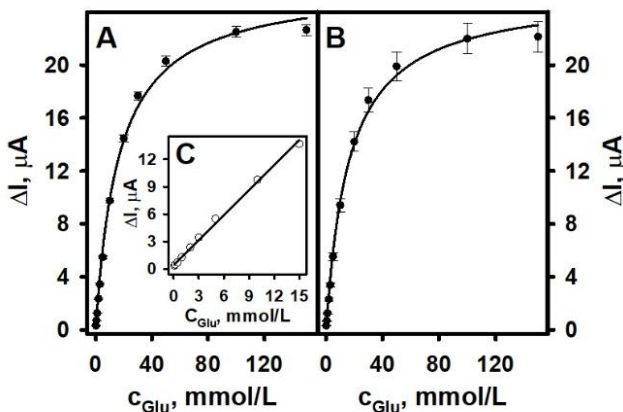 A
B
20
16
12
8
4
0
ΔI, μA
C
12
9
6
3
0
ΔI, μA
0 3 6 9 12 15
C_Glu, mmol/L
20
16
12
8
4
0
ΔI, μA
0 40 80 120
0 40 80 120
c_Glu, mmol/L
c_Glu, mmol/L